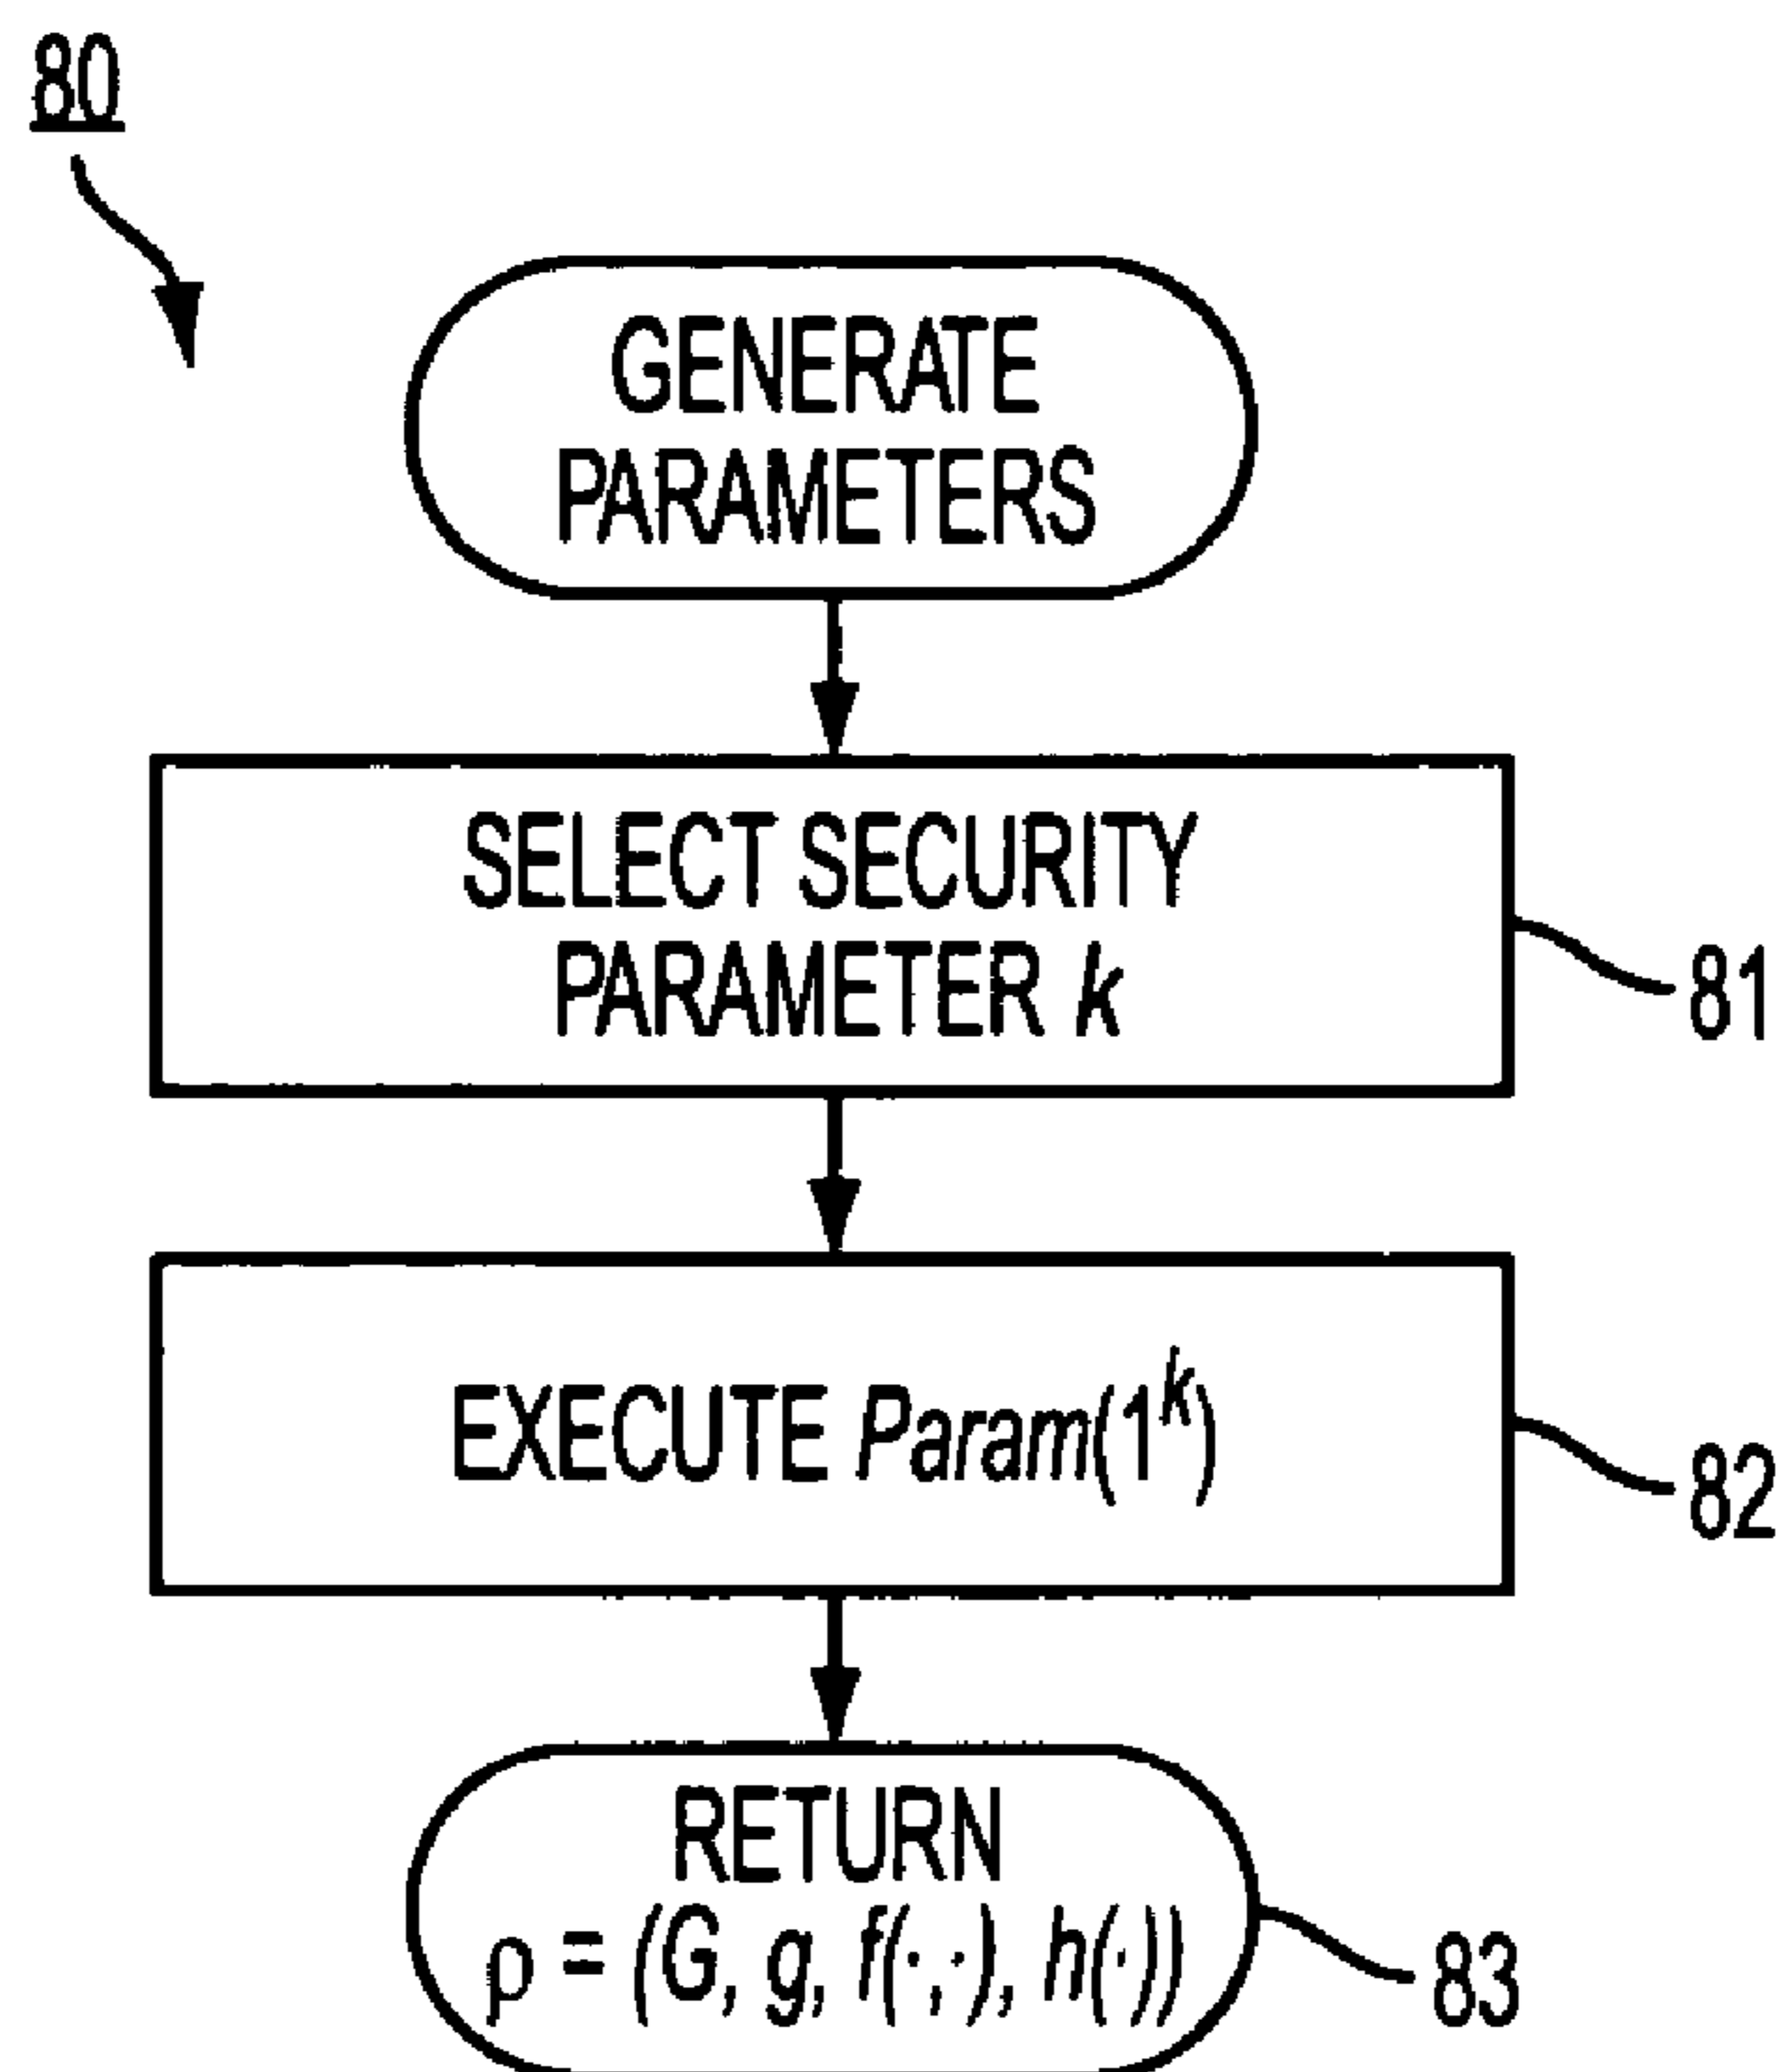 80
GENERATE
PARAMETERS
SELECT SECURITY
PARAMETER k
81
EXECUTE Param(1^k)
82
RETURN
ρ = (G, g, f(·,·), h(·))
83